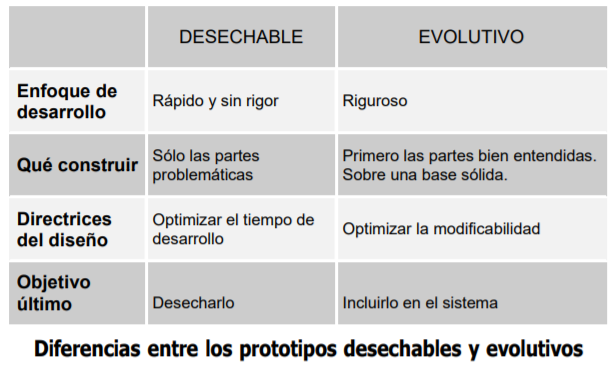 DESECHABLE EVOLUTIVO
Enfoque de
desarrollo
Rápido y sin rigor
Riguroso
Qué construir
Sólo las partes
problemáticas
Primero las partes bien entendidas.
Sobre una base sólida.
Directrices
del diseño
Optimizar el tiempo de
desarrollo
Optimizar la modificabilidad
Objetivo
último
Desecharlo
Incluirlo en el sistema
Diferencias entre los prototipos desechables y evolutivos